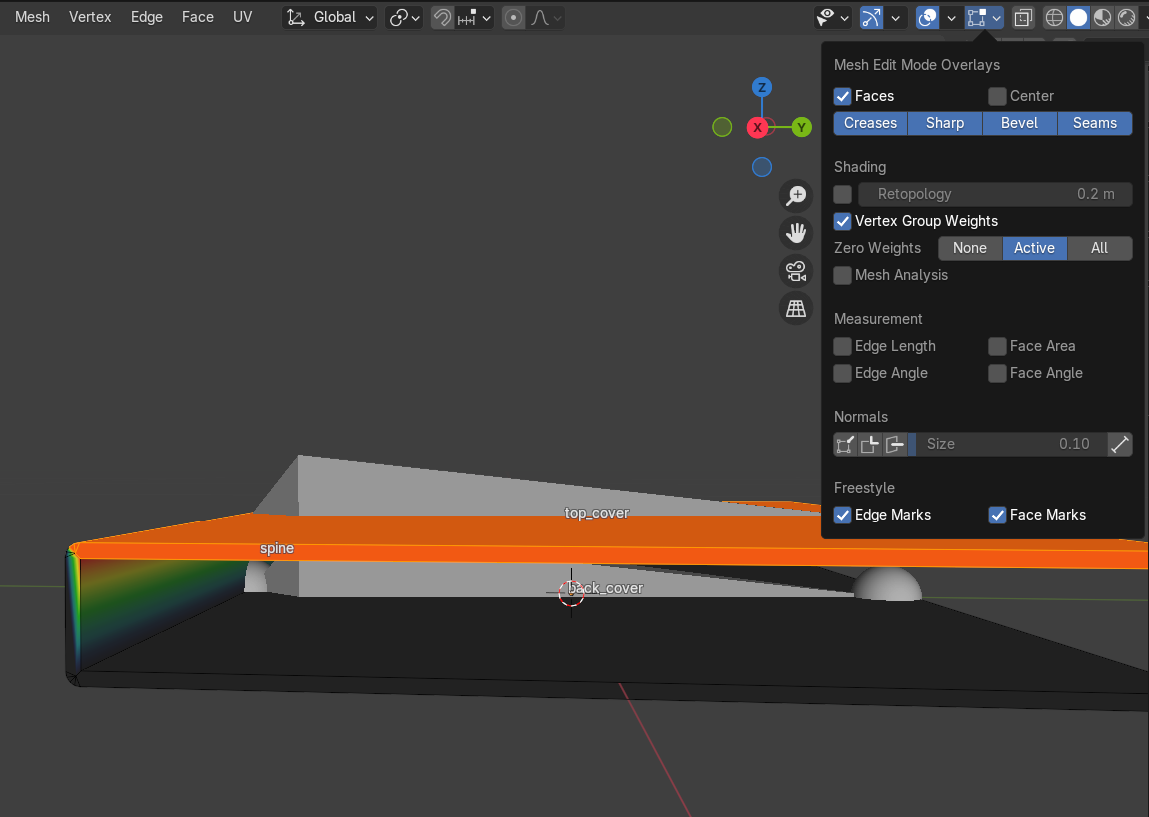 Mesh Vertex Edge Face UV Global
Mesh Edit Mode Overlays
Faces Center
Creases Sharp Bevel Seams
Z
X
Y
Shading
Retopology 0.2 m
Vertex Group Weights
Zero Weights None Active All
Mesh Analysis
Measurement
Edge Length Face Area
Edge Angle Face Angle
Normals
Size 0.10
Freestyle
Edge Marks Face Marks
top_cover
spine
back_cover